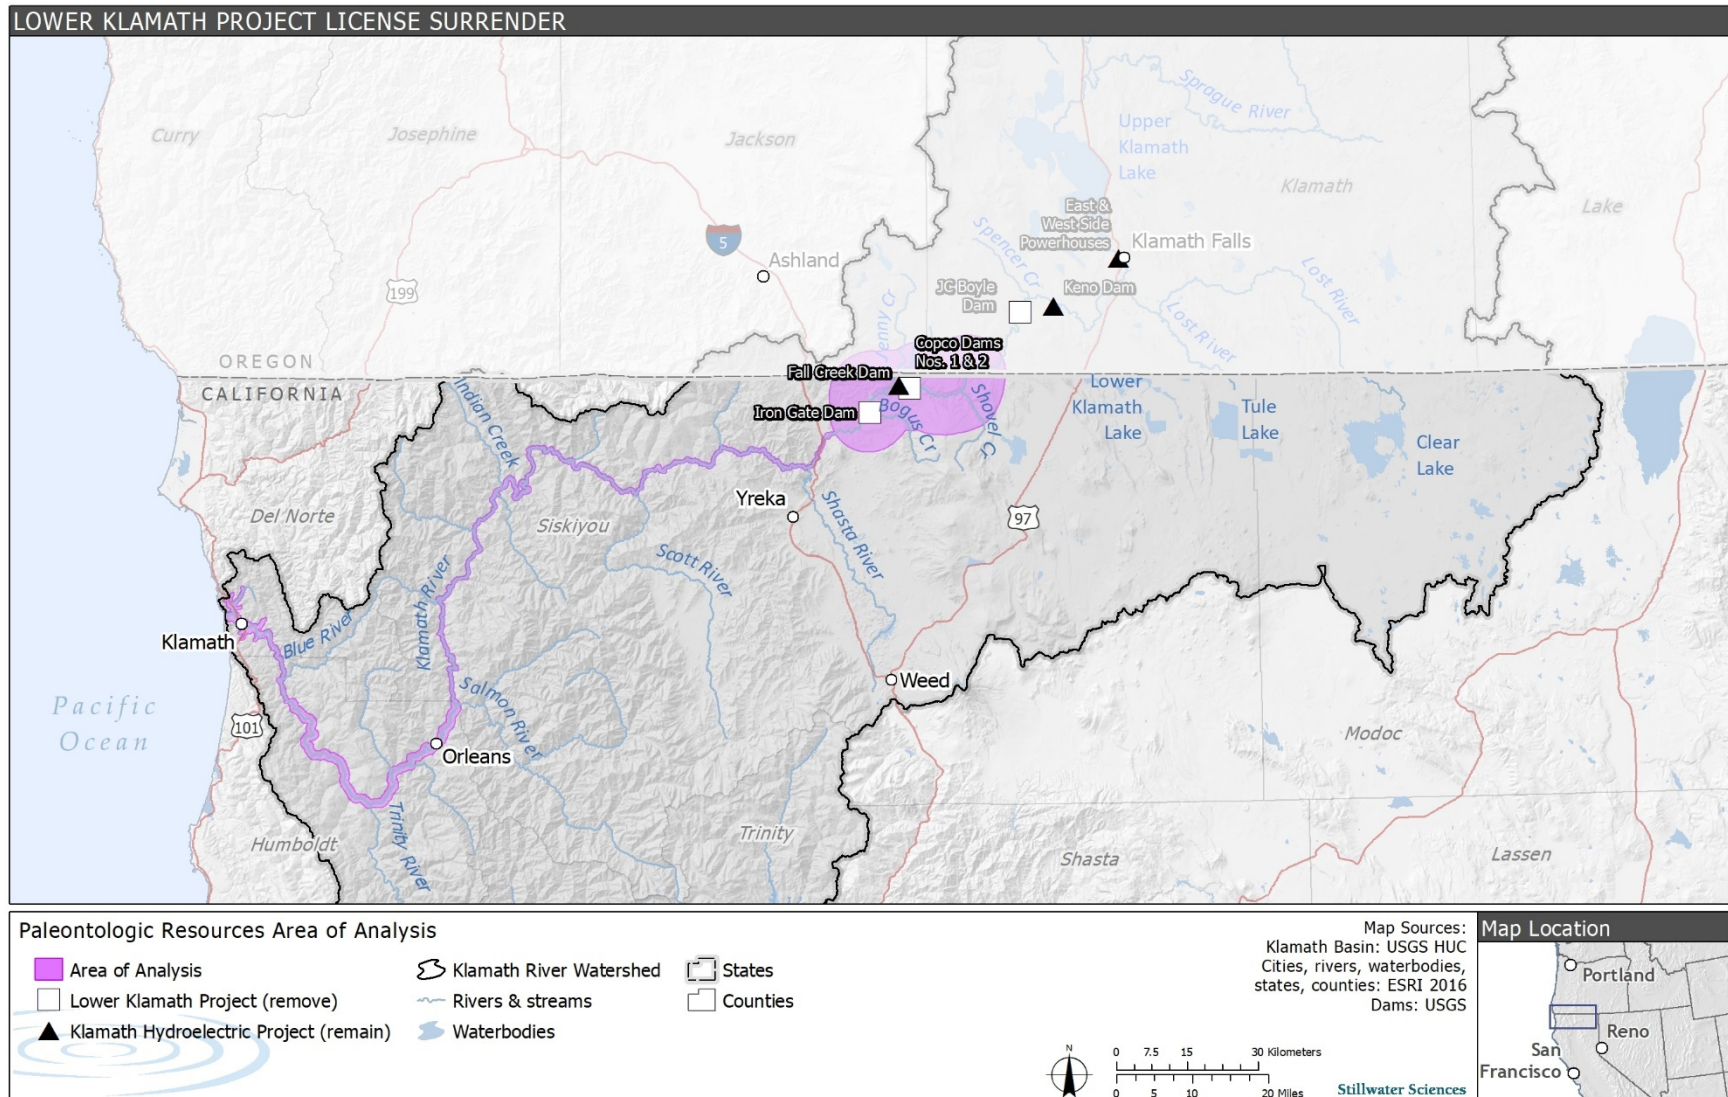 LOWER KLAMATH PROJECT LICENSE SURRENDER
Curry
Josephine
Jackson
Sprague River
Upper
Klamath
Lake
Klamath
Lake
East &
West Side
Powerhouses
Klamath Falls
Spencer Cr
5
Ashland
199
JC Boyle
Dam
Keno Dam
Lost River
Lost River
Jenny Cr
OREGON
CALIFORNIA
Copco Dams
Nos. 1 & 2
Fall Greek Dam
Iron Gate Dam
Bogus Cr
Shovel Cr
Indian Creek
Lower
Klamath
Lake
Tule
Lake
Clear
Lake
Del Norte
Siskiyou
Yreka
Shasta River
97
Scott River
Klamath River
Klamath
Blue River
Salmon River
Weed
Pacific
Ocean
101
Orleans
Modoc
Trinity River
Humboldt
Trinity
Shasta
Lassen
Paleontologic Resources Area of Analysis
Area of Analysis
Lower Klamath Project (remove)
Klamath Hydroelectric Project (remain)
Klamath River Watershed
Rivers & streams
Waterbodies
States
Counties
N
0 7.5 15 30 Kilometers
0 5 10 20 Miles
Map Sources:
Klamath Basin: USGS HUC
Cities, rivers, waterbodies,
states, counties: ESRI 2016
Dams: USGS
Stillwater Sciences
Map Location
Portland
Reno
San
Francisco